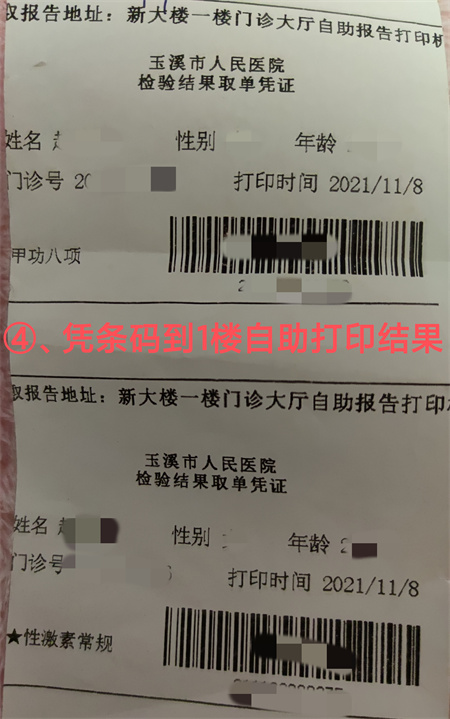 取报告地址：新大楼一楼门诊大厅自助报告打印机
玉溪市人民医院
检验结果取单凭证
姓名 性别 年龄
门诊号 20 打印时间 2021/11/8
甲功八项
④、凭条码到1楼自助打印结果
取报告地址：新大楼一楼门诊大厅自助报告打印机
玉溪市人民医院
检验结果取单凭证
姓名 性别 年龄 2
门诊号 打印时间 2021/11/8
★性激素常规